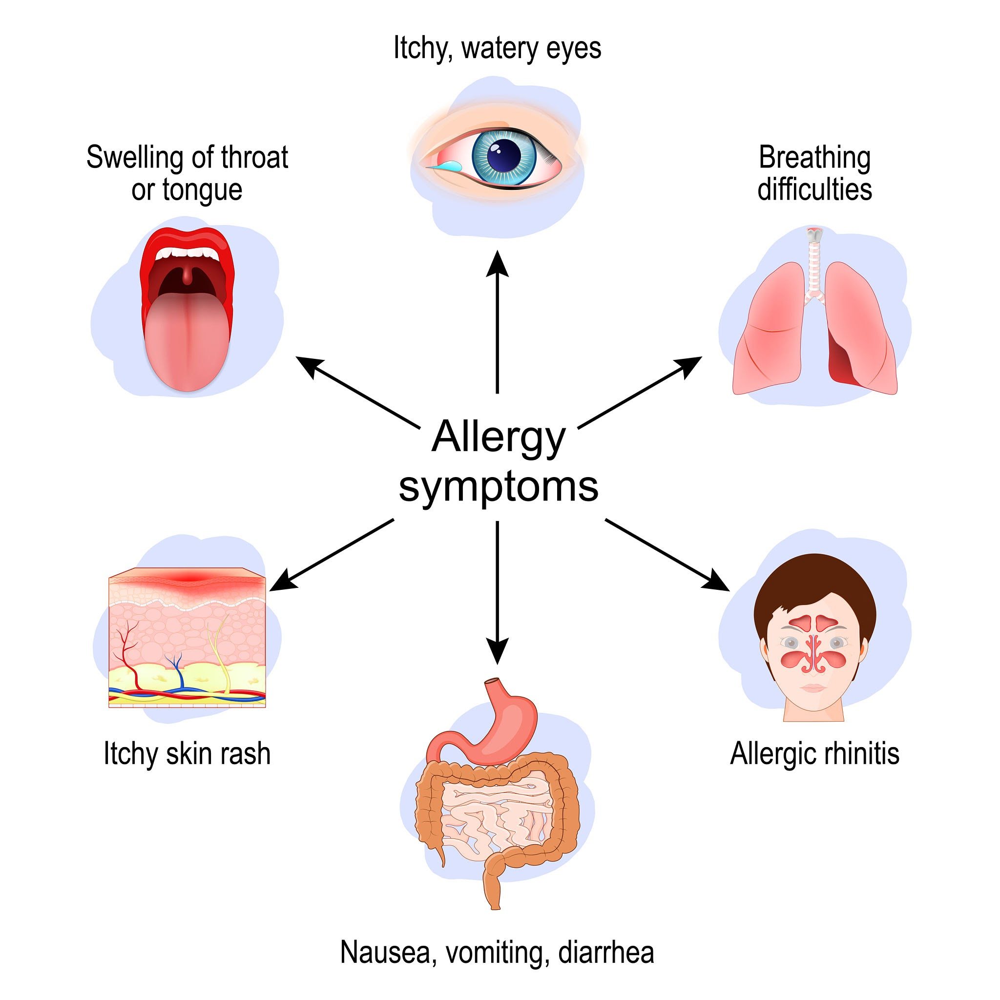 Itchy, watery eyes
Swelling of throat
or tongue
Breathing
difficulties
Allergy
symptoms
Itchy skin rash
Allergic rhinitis
Nausea, vomiting, diarrhea